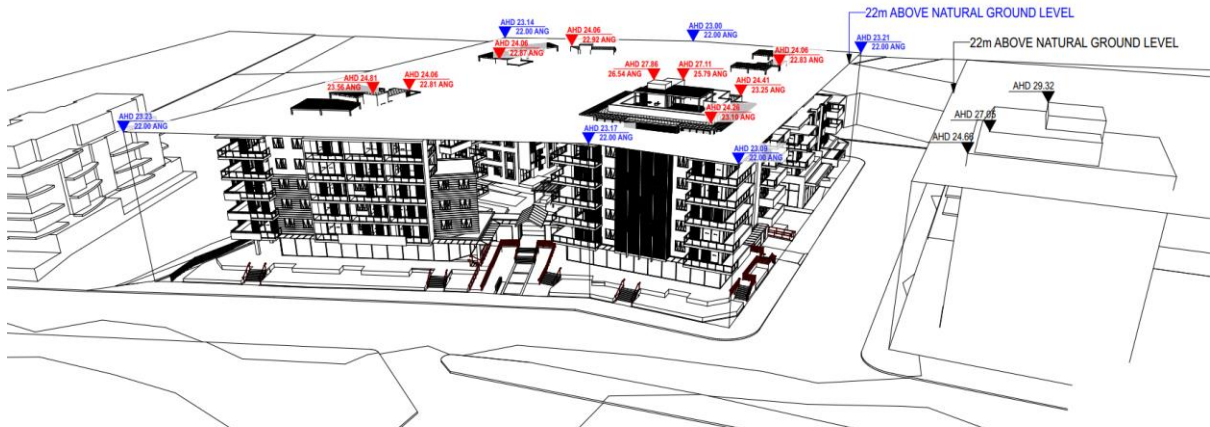 22m ABOVE NATURAL GROUND LEVEL
AHD 23.14
22.00 ANG
AHD 24.06
22.92 ANG
AHD 23.00
22.00 ANG
AHD 23.21
22.00 ANG
22m ABOVE NATURAL GROUND LEVEL
AHD 24.06
22.87 ANG
AHD 24.06
22.83 ANG
AHD 24.81
23.56 ANG
AHD 24.06
22.81 ANG
AHD 27.86
26.54 ANG
AHD 27.11
25.79 ANG
AHD 24.41
23.25 ANG
AHD 29.32
AHD 24.26
23.10 ANG
AHD 27.05
AHD 23.23
22.00 ANG
AHD 23.17
22.00 ANG
AHD 24.66
AHD 23.09
22.00 ANG